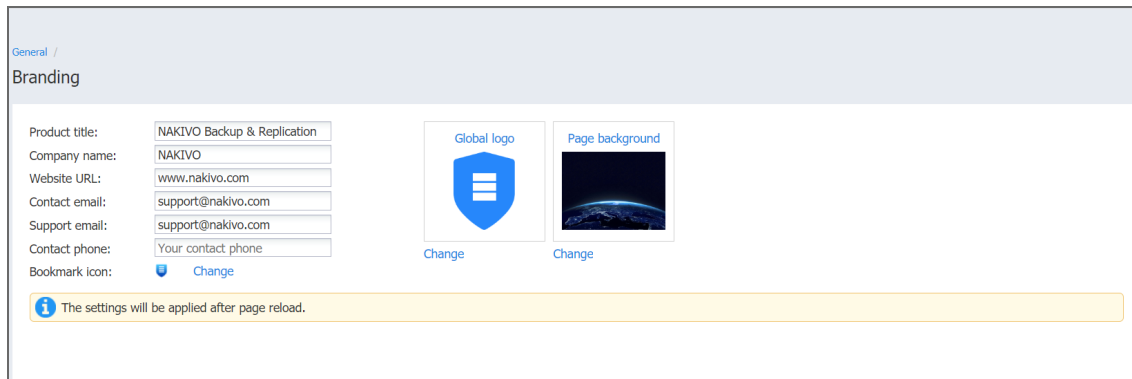 General /
Branding
Product title: NAKIVO Backup & Replication
Company name: NAKIVO
Website URL: www.nakivo.com
Contact email: support@nakivo.com
Support email: support@nakivo.com
Contact phone: Your contact phone
Bookmark icon: Change
Global logo
Change
Page background
Change
The settings will be applied after page reload.